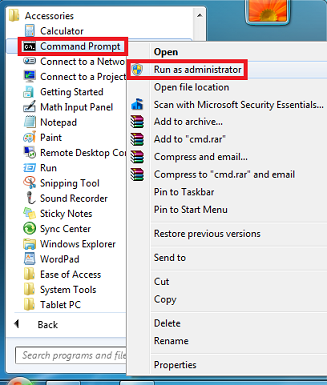 Accessories
Calculator
Command Prompt
Connect to a Netwo
Connect to a Project
Getting Started
Math Input Panel
Notepad
Paint
Remote Desktop Con
Run
Snipping Tool
Sound Recorder
Sticky Notes
Sync Center
Windows Explorer
WordPad
Ease of Access
System Tools
Tablet PC
Back
Search programs and file
Open
Run as administrator
Open file location
Scan with Microsoft Security Essentials...
Add to archive...
Add to "cmd.rar"
Compress and email...
Compress to "cmd.rar" and email
Pin to Taskbar
Pin to Start Menu
Restore previous versions
Send to
Cut
Copy
Delete
Rename
Properties